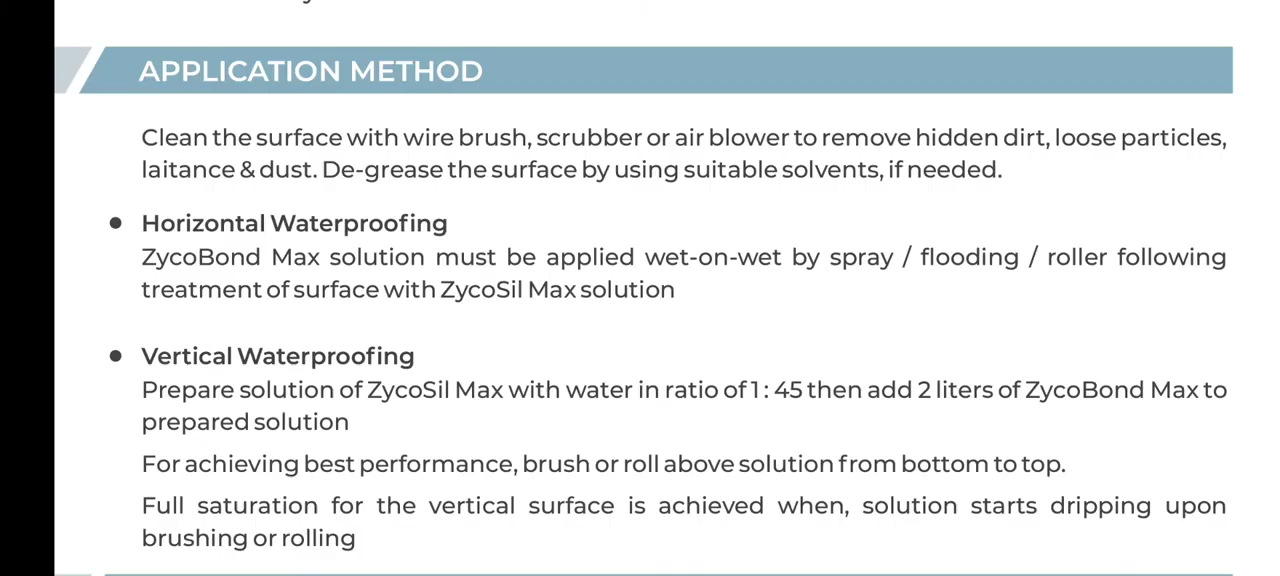 APPLICATION METHOD
Clean the surface with wire brush, scrubber or air blower to remove hidden dirt, loose particles,
laitance & dust. De-grease the surface by using suitable solvents, if needed.
● Horizontal Waterproofing
ZycoBond Max solution must be applied wet-on-wet by spray / flooding / roller following
treatment of surface with ZycoSil Max solution
● Vertical Waterproofing
Prepare solution of ZycoSil Max with water in ratio of 1 : 45 then add 2 liters of ZycoBond Max to
prepared solution
For achieving best performance, brush or roll above solution from bottom to top.
Full saturation for the vertical surface is achieved when, solution starts dripping upon
brushing or rolling